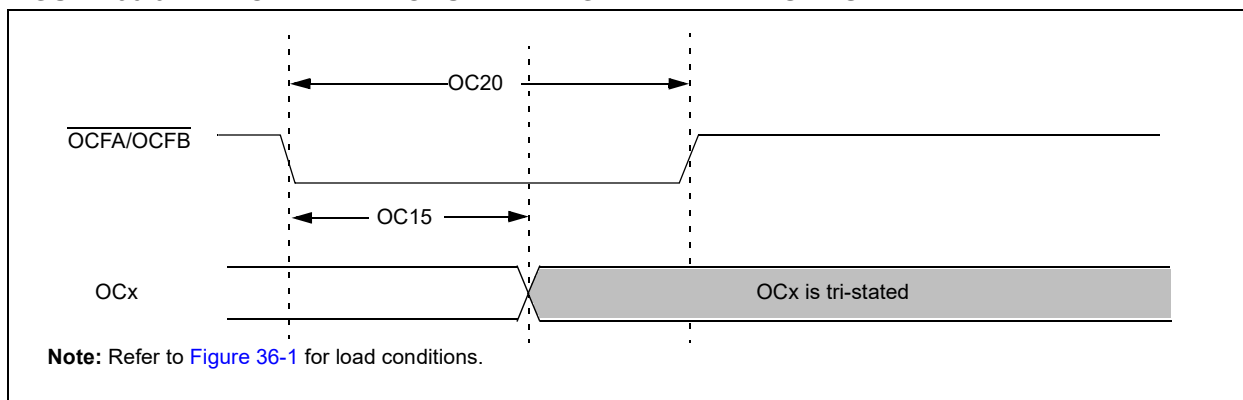 OC20
OCFA/OCFB
OC15
OCx
OCx is tri-stated
Note: Refer to Figure 36-1 for load conditions.